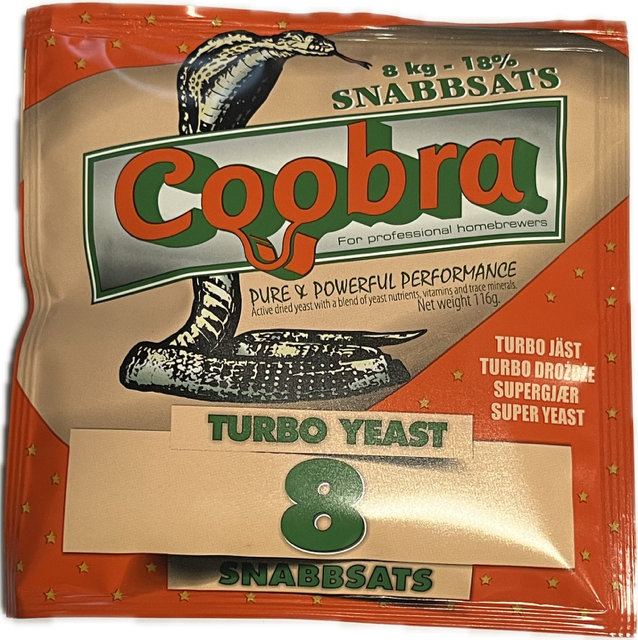 8 kg - 18%
SNABBSATS
Coobra
For professional homebrewers
PURE & POWERFUL PERFORMANCE
Active dried yeast with a blend of yeast nutrients, vitamins and trace minerals.
Net weight 116g.
TURBO JÄST
TURBO DROŻDŻE
SUPERGJÆR
SUPER YEAST
TURBO YEAST
8
SNABBSATS